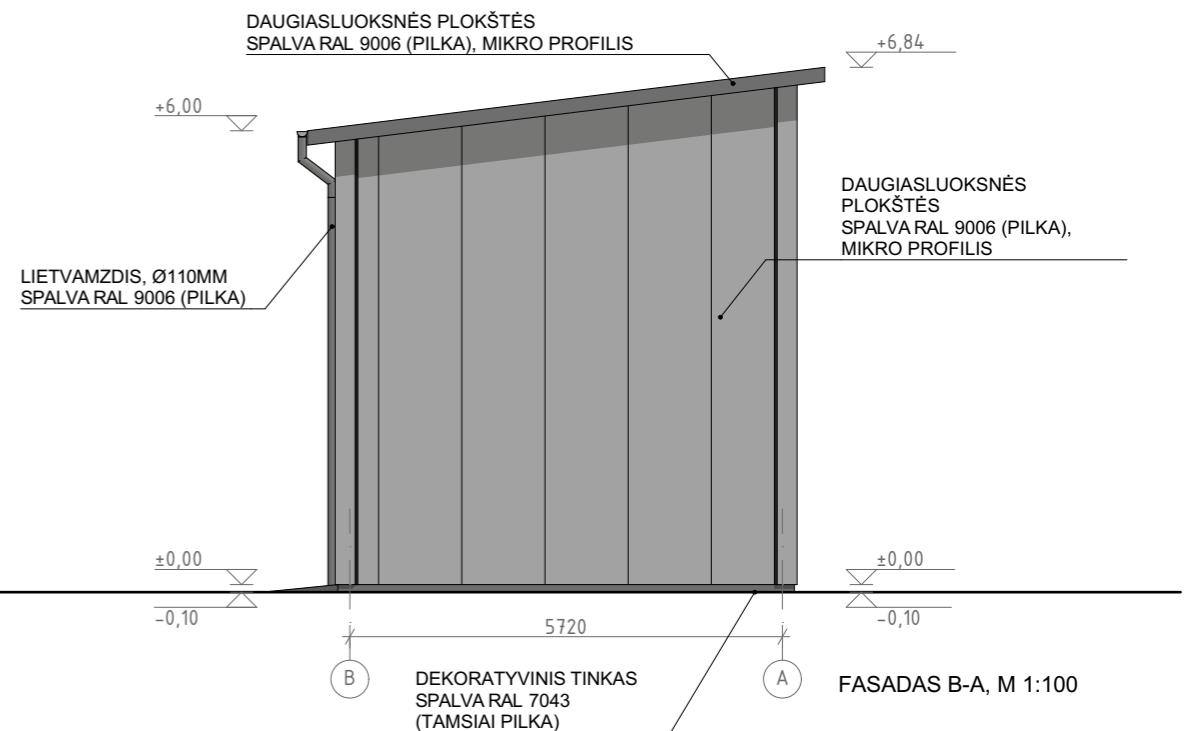 DAUGIASLUOKSNĖS PLOKŠTĖS
SPALVA RAL 9006 (PILKA), MIKRO PROFILIS
+6,84
+6,00
DAUGIASLUOKSNĖS
PLOKŠTĖS
SPALVA RAL 9006 (PILKA),
MIKRO PROFILIS
LIETVAMZDIS, Ø110MM
SPALVA RAL 9006 (PILKA)
±0,00
±0,00
-0,10
-0,10
5720
B
A
DEKORATYVINIS TINKAS
SPALVA RAL 7043
(TAMSIAI PILKA)
FASADAS B-A, M 1:100